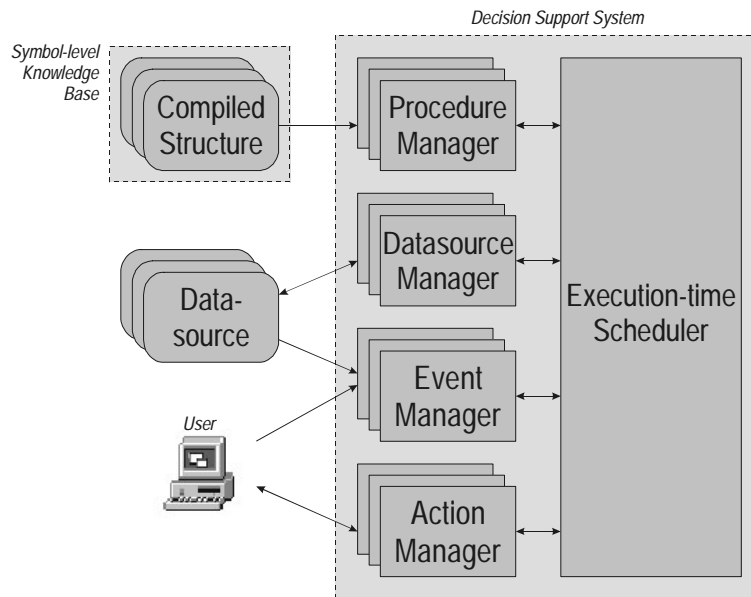 Decision Support System
Symbol-level
Knowledge
Base
Compiled
Structure
Procedure
Manager
Datasource
Manager
Data-
source
Execution-time
Scheduler
Event
Manager
User
Action
Manager